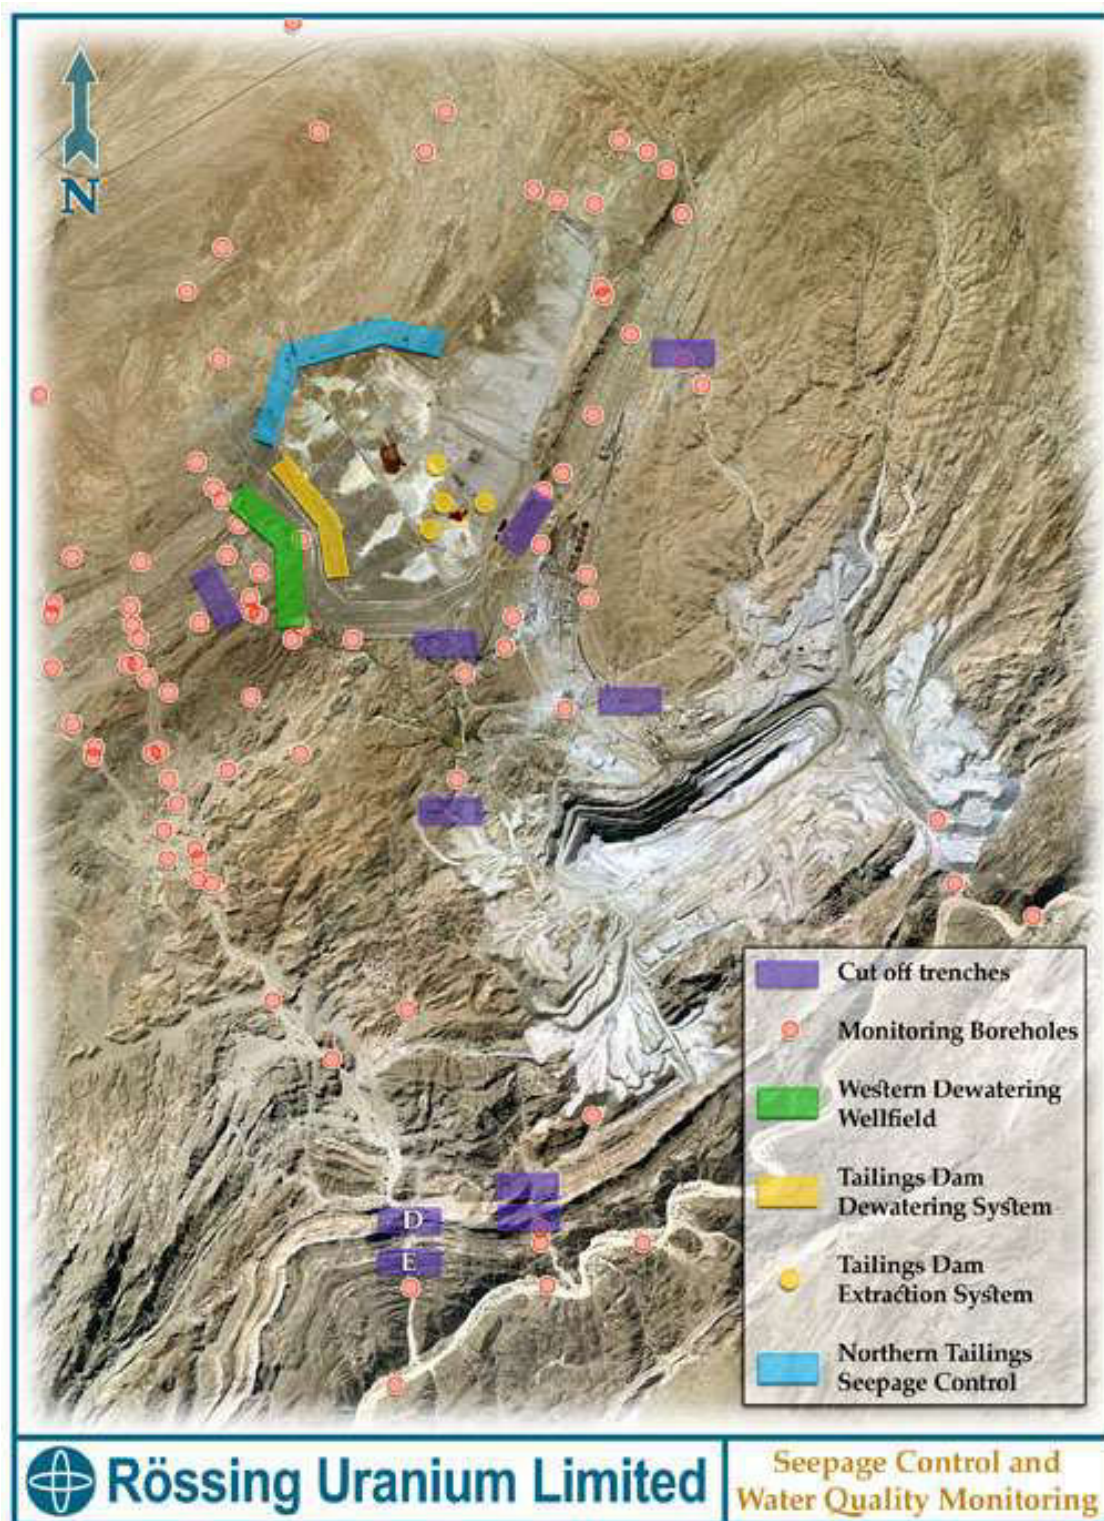 N
D
E
Cut off trenches
Monitoring Boreholes
Western Dewatering
Wellfield
Tailings Dam
Dewatering System
Tailings Dam
Extraction System
Northern Tailings
Seepage Control
Rössing Uranium Limited
Seepage Control and
Water Quality Monitoring